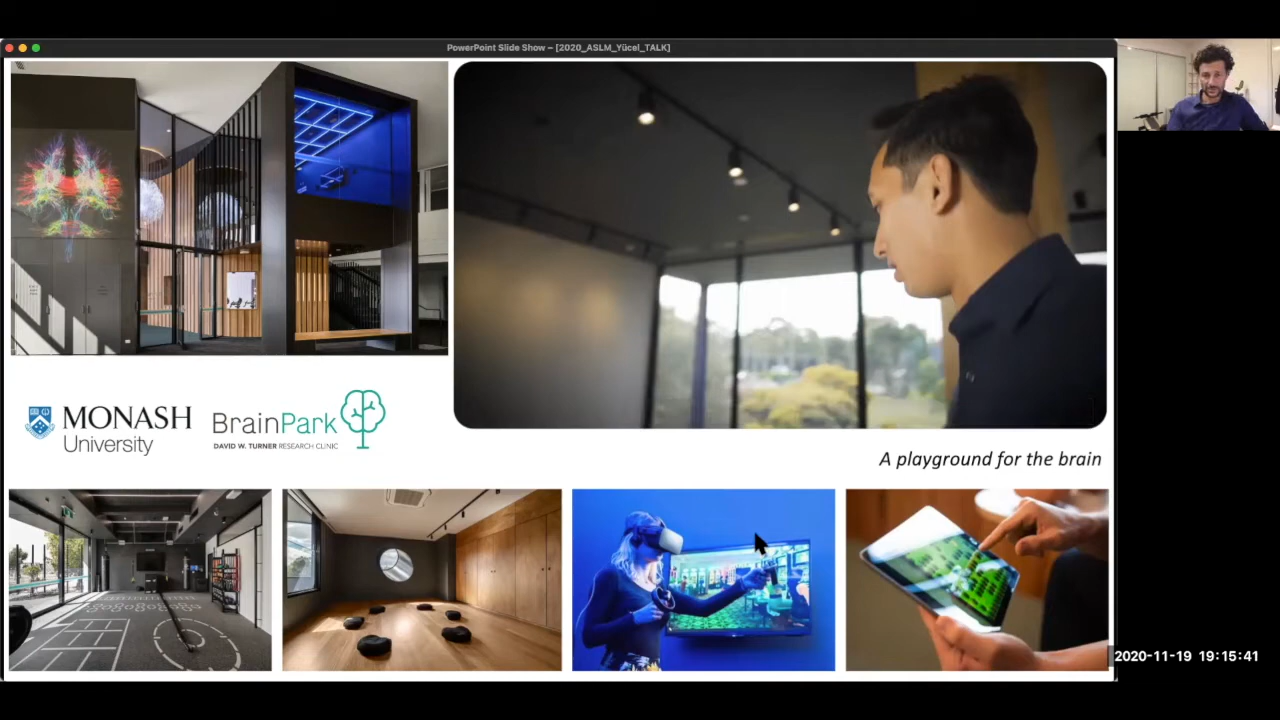 PowerPoint Slide Show – [2020_ASLM_Yücel_TALK]
MONASH
University
BrainPark
DAVID W. TURNER RESEARCH CLINIC
A playground for the brain
2020-11-19 19:15:41